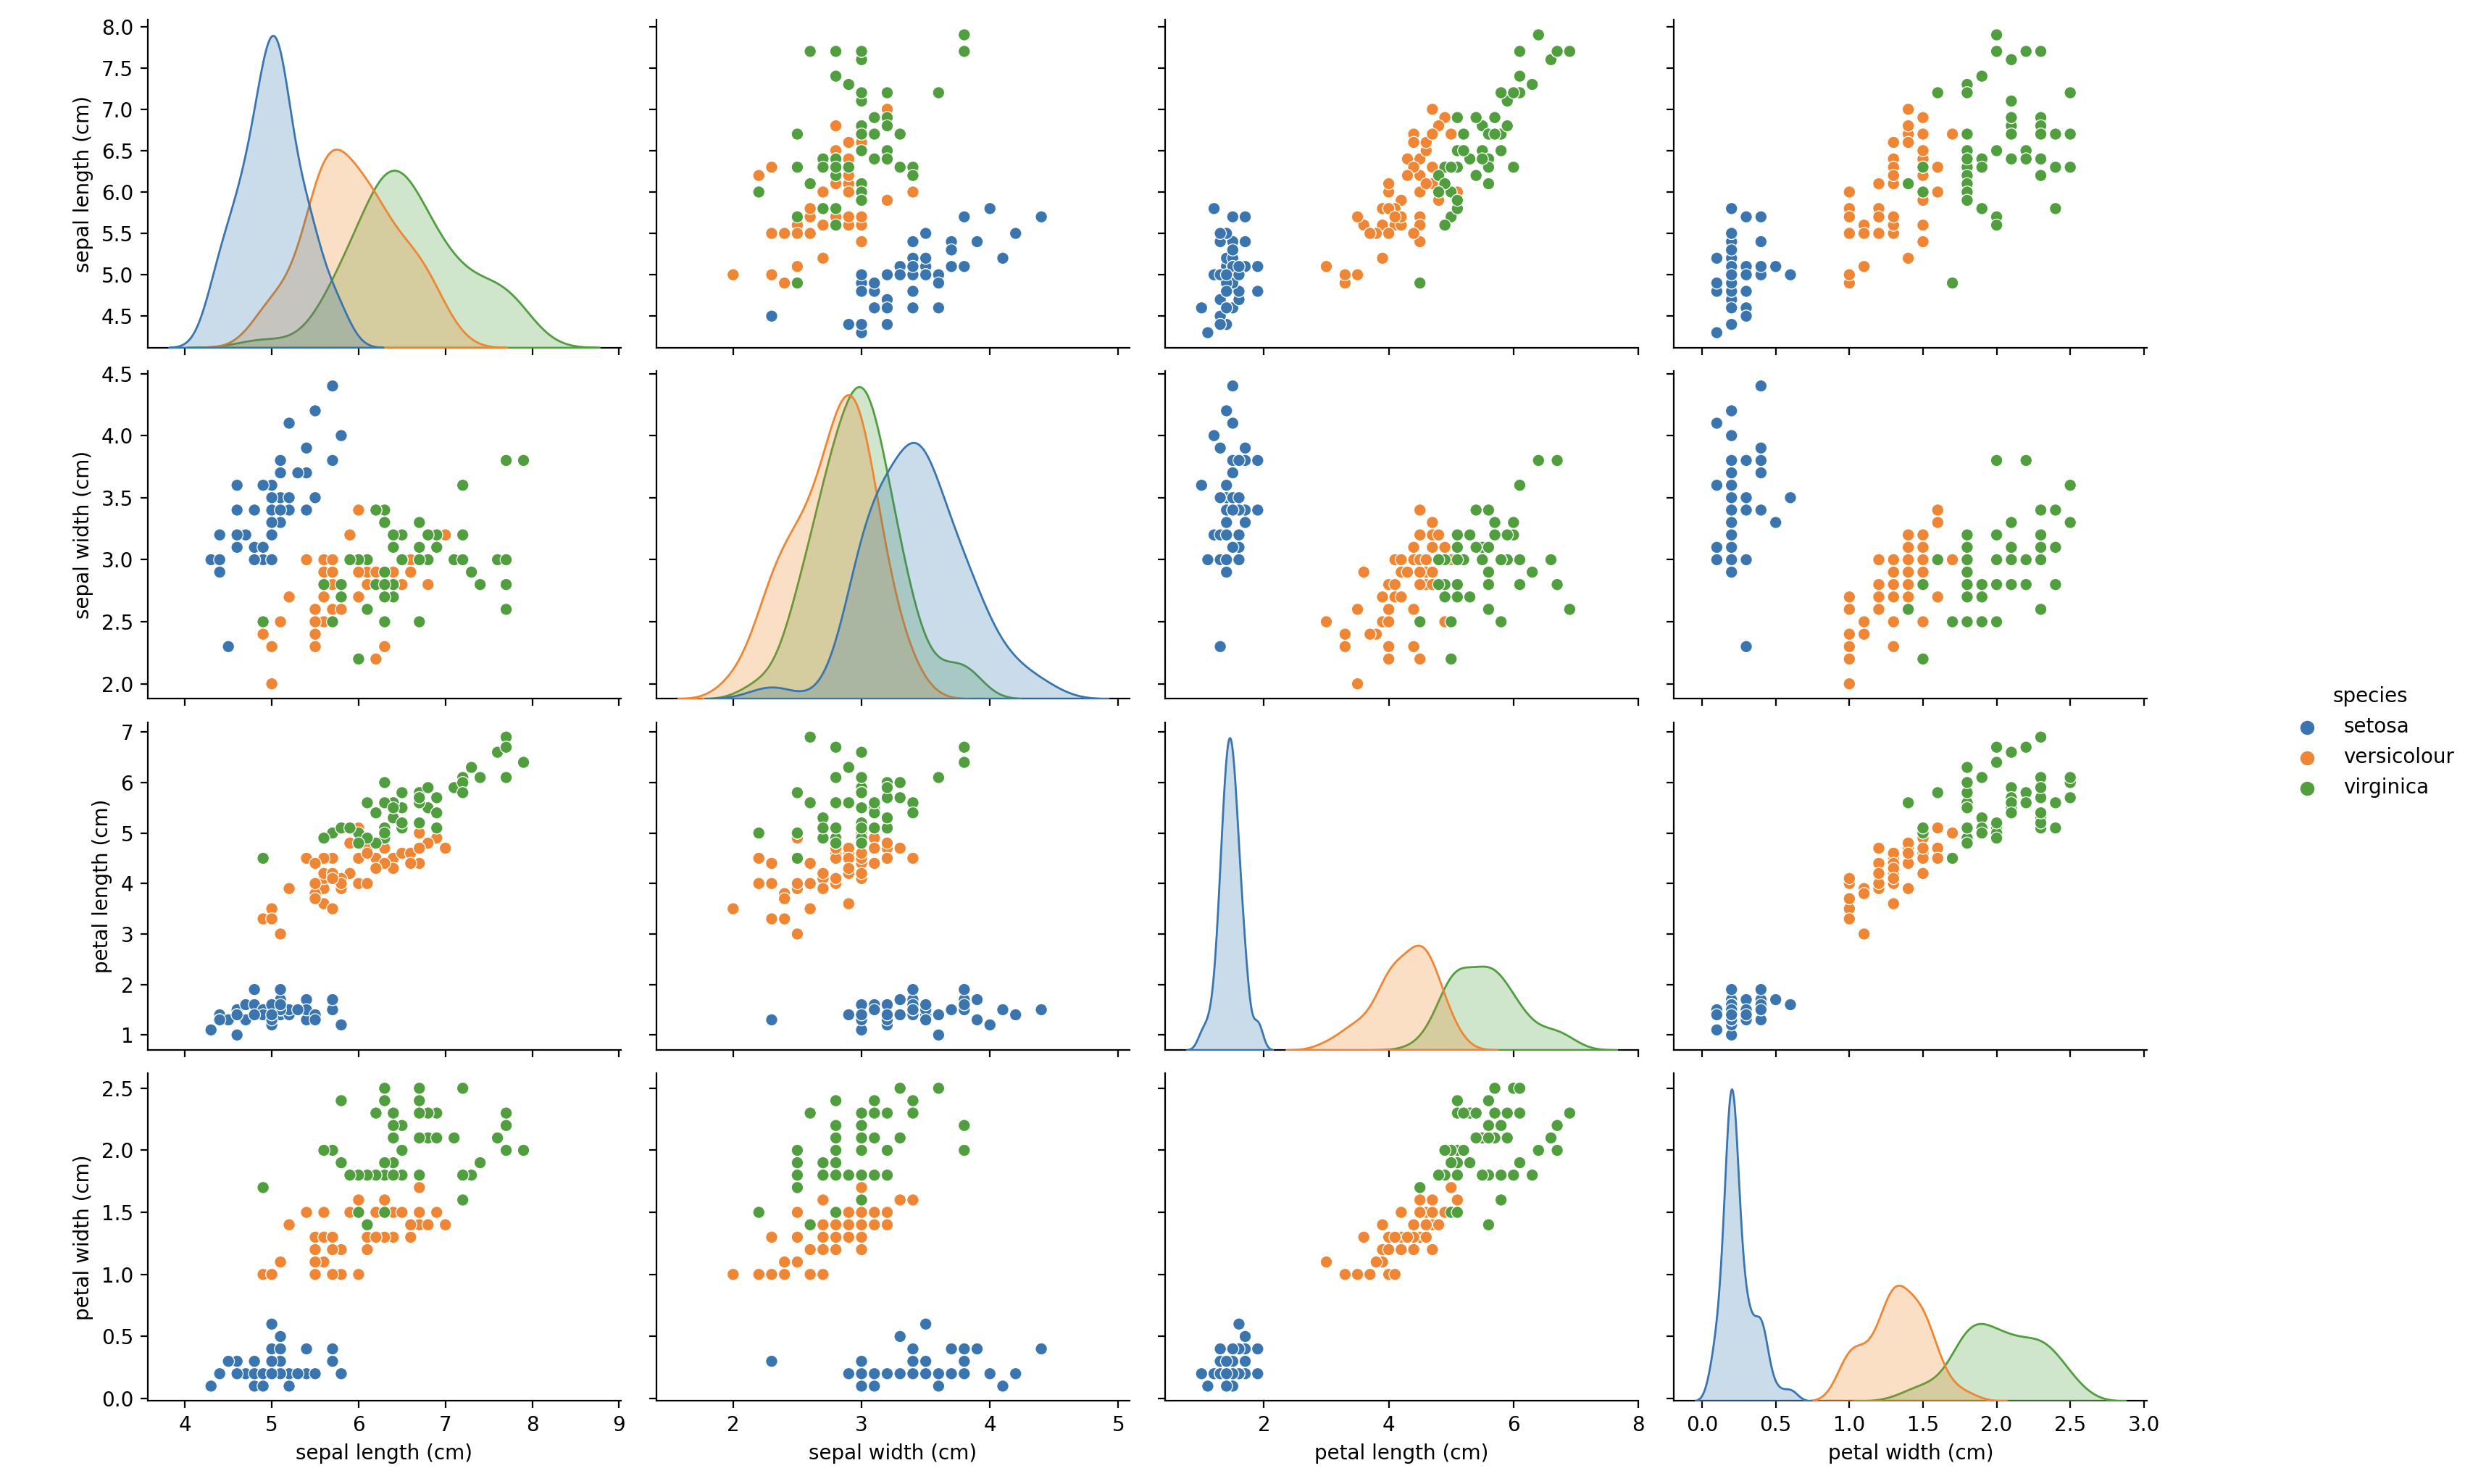 8.0
7.5
7.0
6.5
6.0
5.5
5.0
4.5
sepal length (cm)
4 5 6 7 8 9
2 3 4 5
2 4 6 8
0.0 0.5 1.0 1.5 2.0 2.5 3.0
4.5
4.0
3.5
3.0
2.5
2.0
sepal width (cm)
7
6
5
4
3
2
1
petal length (cm)
2.5
2.0
1.5
1.0
0.5
0.0
petal width (cm)
sepal length (cm)
sepal width (cm)
petal length (cm)
petal width (cm)
species
setosa
versicolour
virginica